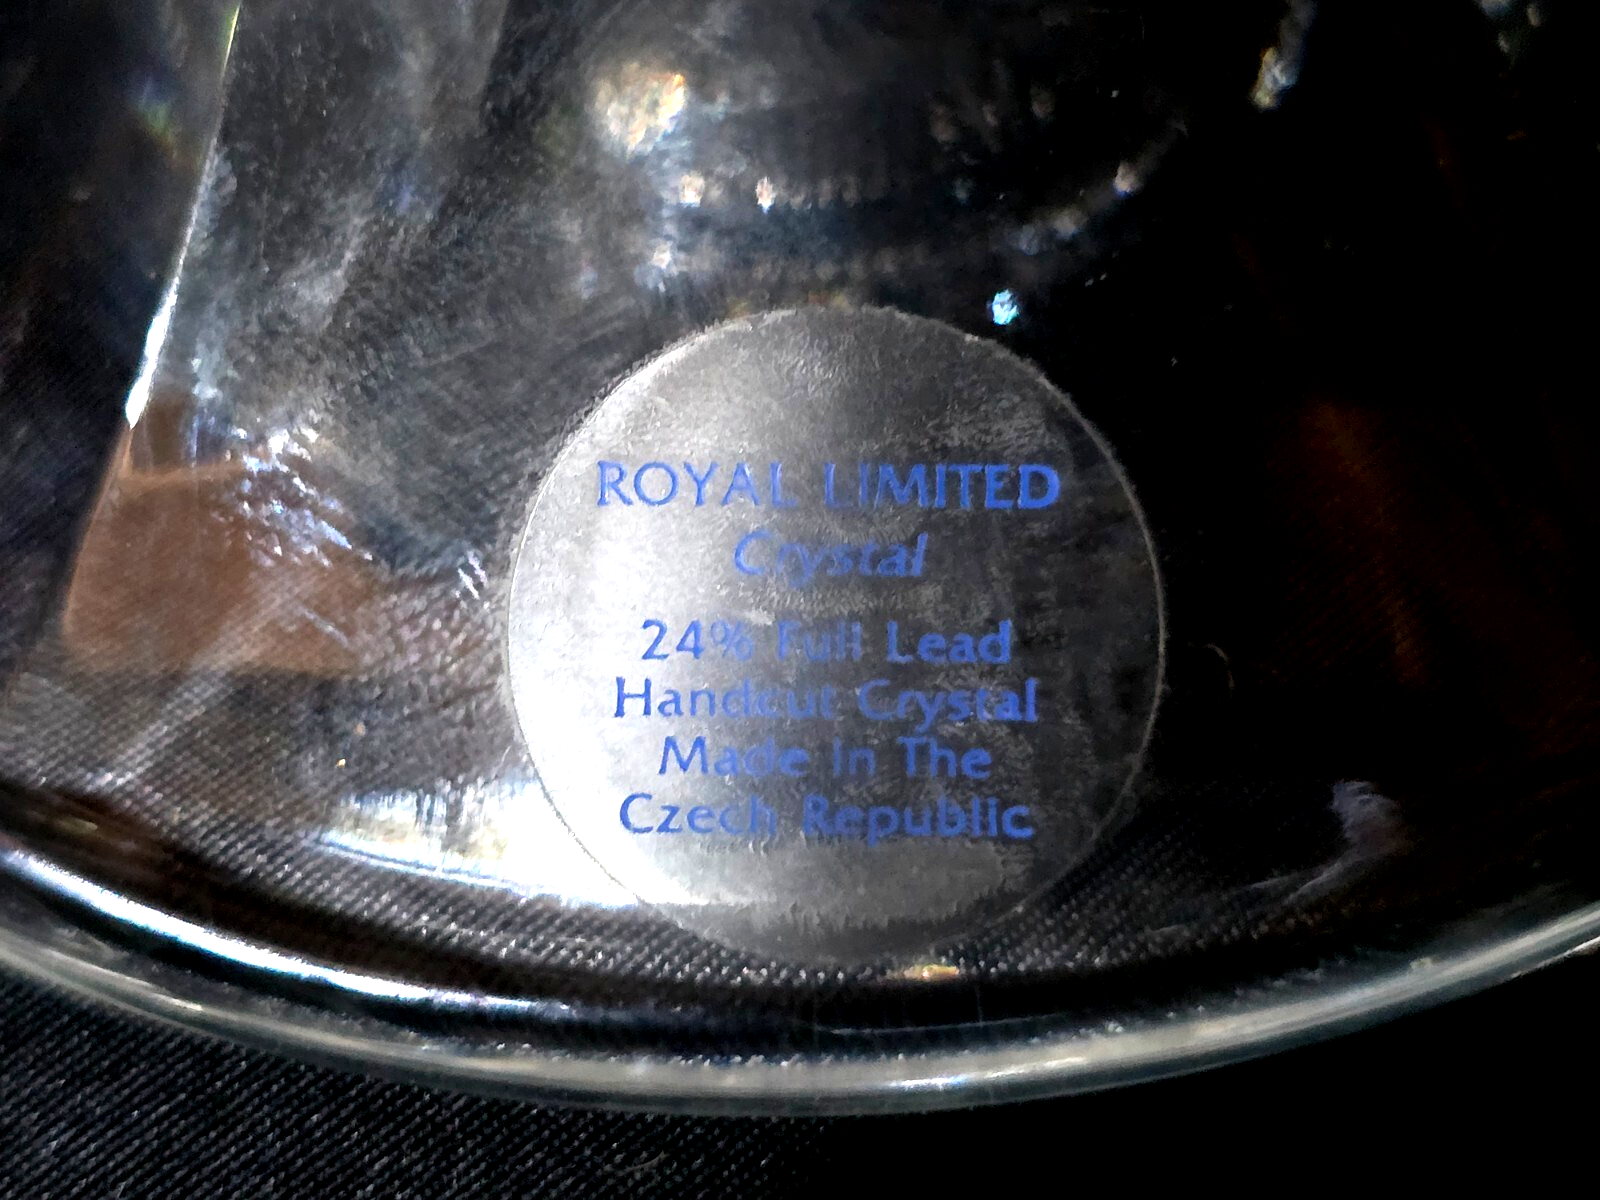 ROYAL LIMITED
Crystal
24% Full Lead
Handcut Crystal
Made in The
Czech Republic